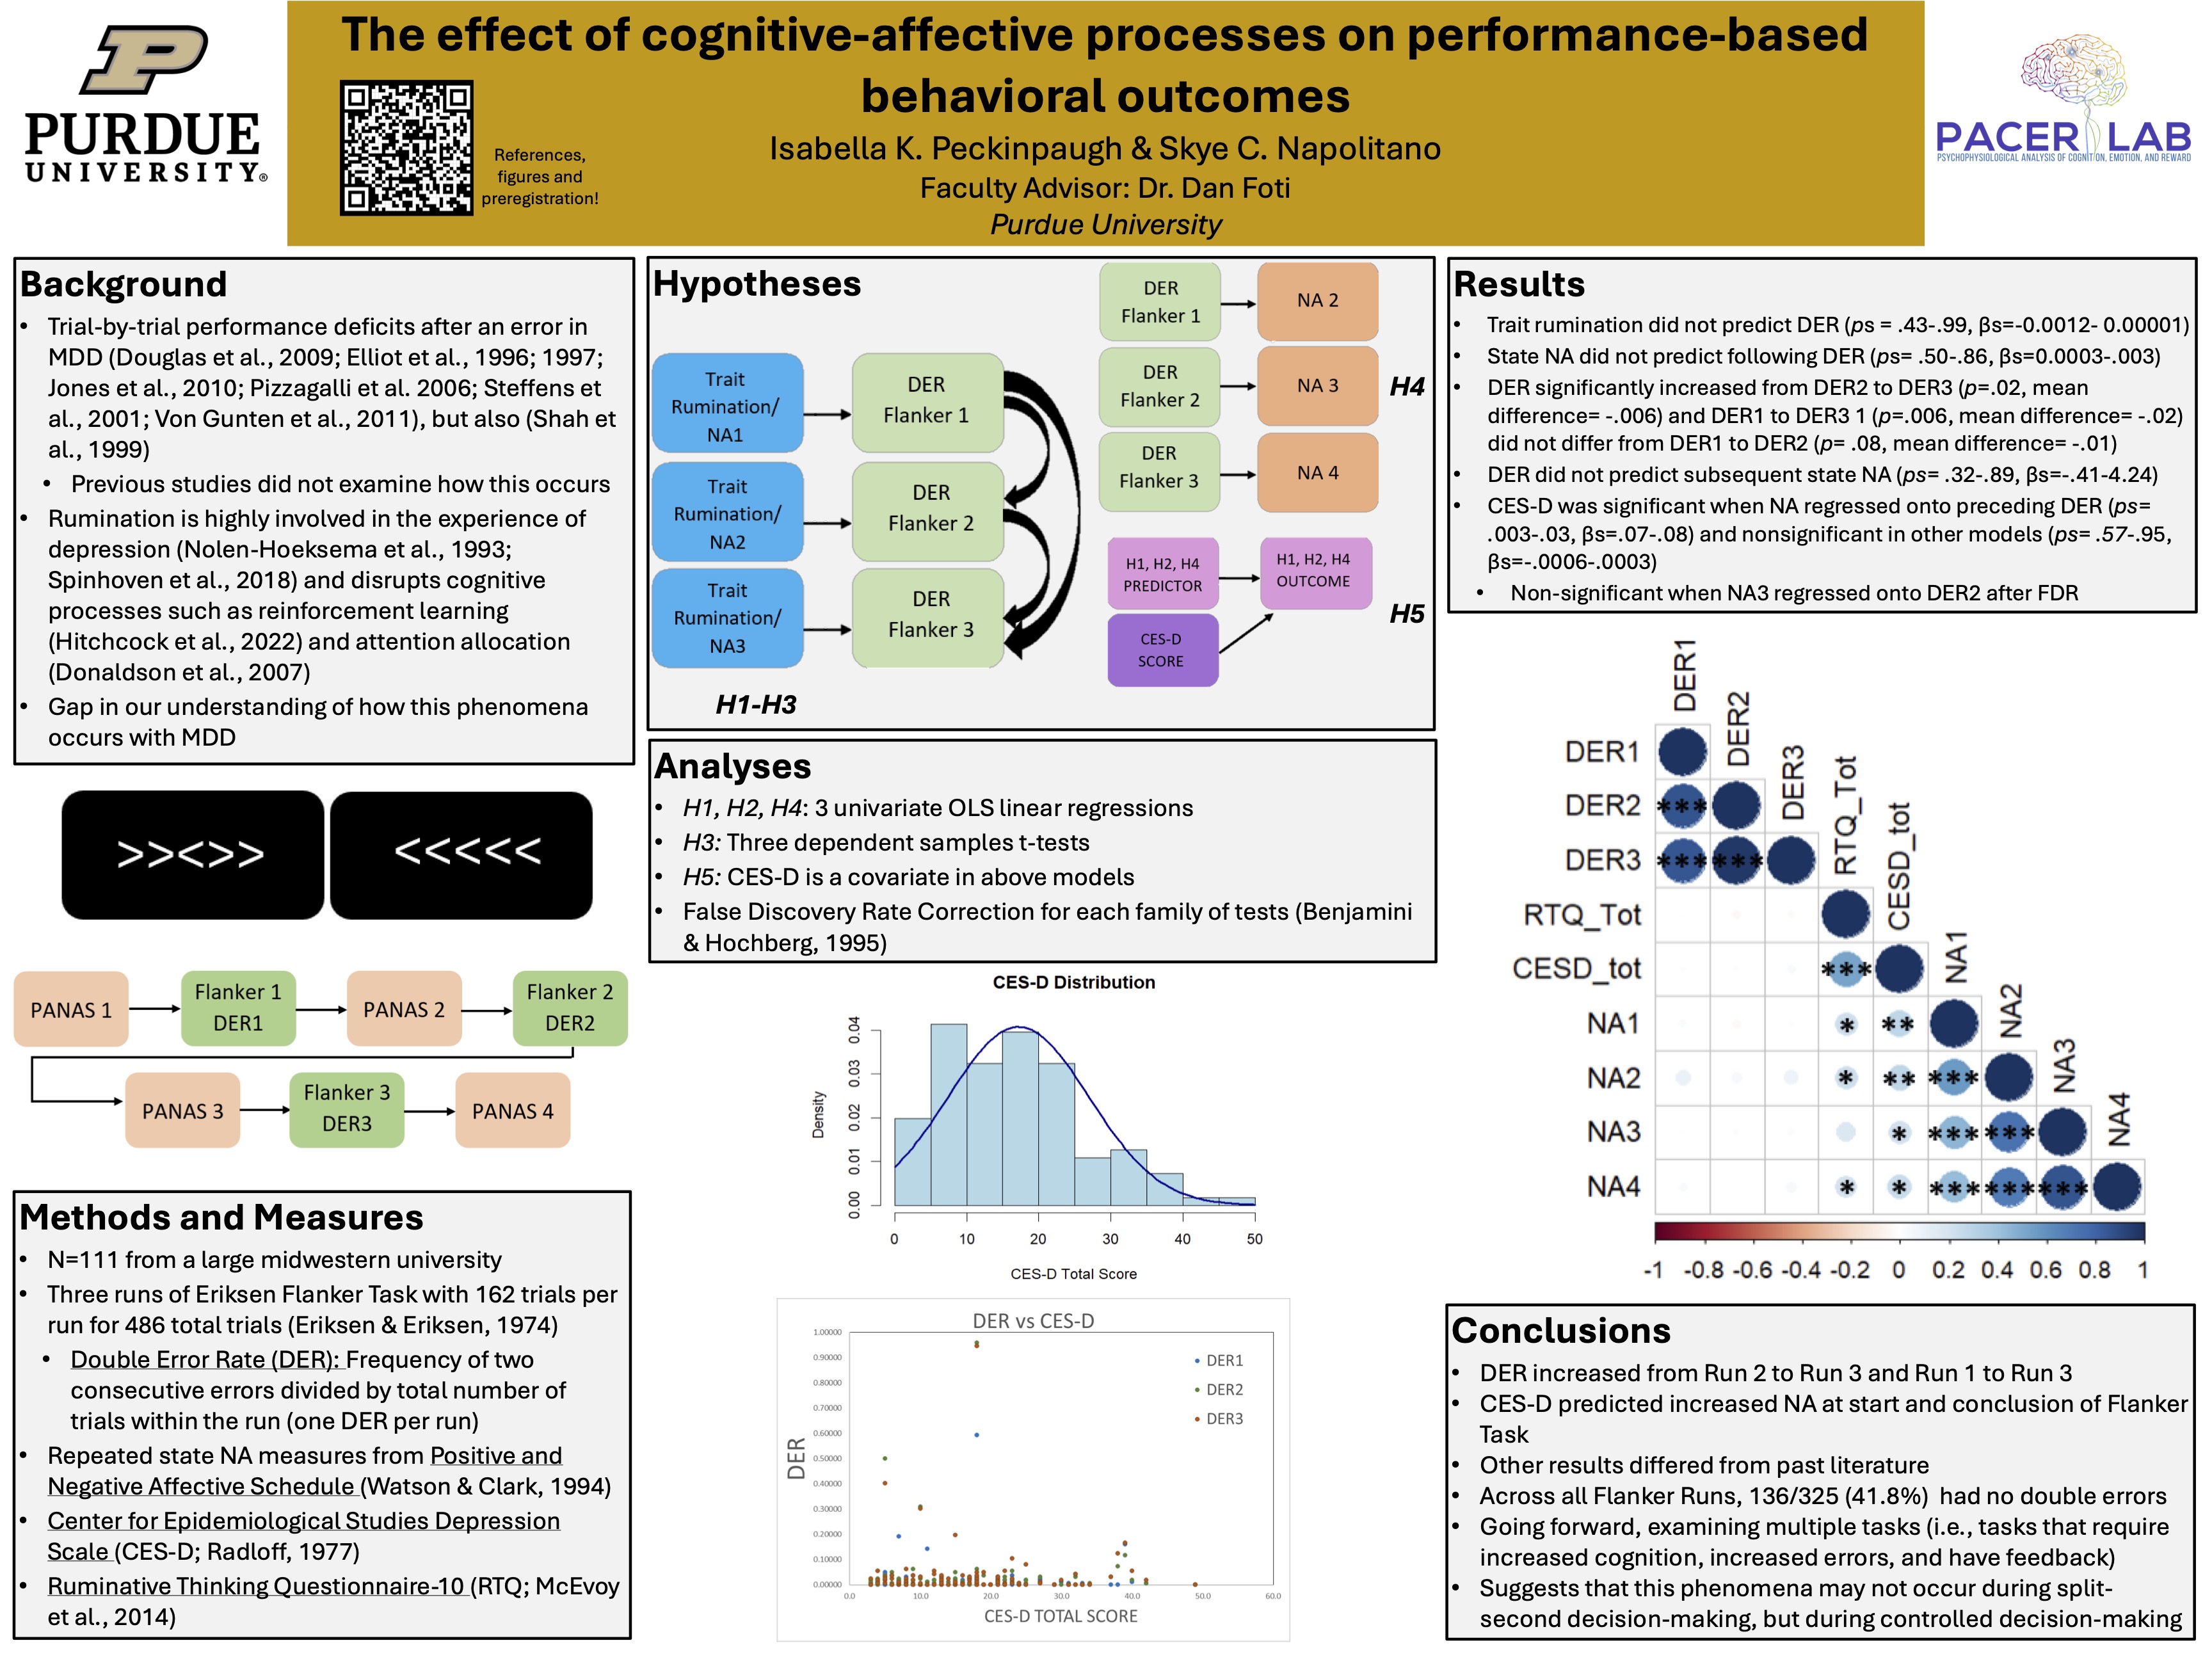 The effect of cognitive-affective processes on performance-based
behavioral outcomes
Isabella K. Peckinpaugh & Skye C. Napolitano
Faculty Advisor: Dr. Dan Foti
Purdue University
PURDUE
UNIVERSITY®
References,
figures and
preregistration!
PACER LAB
PSYCHOPHYSIOLOGICAL ANALYSIS OF COGNITION, EMOTION, AND REWARD
Background
• Trial-by-trial performance deficits after an error in
MDD (Douglas et al., 2009; Elliot et al., 1996; 1997;
Jones et al., 2010; Pizzagalli et al. 2006; Steffens et
al., 2001; Von Gunten et al., 2011), but also (Shah et
al., 1999)
• Previous studies did not examine how this occurs
• Rumination is highly involved in the experience of
depression (Nolen-Hoeksema et al., 1993;
Spinhoven et al., 2018) and disrupts cognitive
processes such as reinforcement learning
(Hitchcock et al., 2022) and attention allocation
(Donaldson et al., 2007)
• Gap in our understanding of how this phenomena
occurs with MDD
>><>>
<<<<<
PANAS 1
Flanker 1
DER1
PANAS 2
Flanker 2
DER2
PANAS 3
Flanker 3
DER3
PANAS 4
Methods and Measures
• N=111 from a large midwestern university
• Three runs of Eriksen Flanker Task with 162 trials per
run for 486 total trials (Eriksen & Eriksen, 1974)
• Double Error Rate (DER): Frequency of two
consecutive errors divided by total number of
trials within the run (one DER per run)
• Repeated state NA measures from Positive and
Negative Affective Schedule (Watson & Clark, 1994)
• Center for Epidemiological Studies Depression
Scale (CES-D; Radloff, 1977)
• Ruminative Thinking Questionnaire-10 (RTQ; McEvoy
et al., 2014)
Hypotheses
Trait
Rumination/
NA1
DER
Flanker 1
Trait
Rumination/
NA2
DER
Flanker 2
Trait
Rumination/
NA3
DER
Flanker 3
H1-H3
DER
Flanker 1
NA 2
DER
Flanker 2
NA 3
DER
Flanker 3
NA 4
H4
H1, H2, H4
PREDICTOR
H1, H2, H4
OUTCOME
CES-D
SCORE
H5
Analyses
• H1, H2, H4: 3 univariate OLS linear regressions
• H3: Three dependent samples t-tests
• H5: CES-D is a covariate in above models
• False Discovery Rate Correction for each family of tests (Benjamini
& Hochberg, 1995)
CES-D Distribution
Density
0.00 0.01 0.02 0.03 0.04
0 10 20 30 40 50
CES-D Total Score
DER vs CES-D
DER
1.00000
0.90000
0.80000
0.70000
0.60000
0.50000
0.40000
0.30000
0.20000
0.10000
0.00000
DER1
DER2
DER3
0.0 10.0 20.0 30.0 40.0 50.0 60.0
CES-D TOTAL SCORE
Results
• Trait rumination did not predict DER (ps = .43-.99, βs=-0.0012- 0.00001)
• State NA did not predict following DER (ps= .50-.86, βs=0.0003-.003)
• DER significantly increased from DER2 to DER3 (p=.02, mean
difference= -.006) and DER1 to DER3 1 (p=.006, mean difference= -.02)
did not differ from DER1 to DER2 (p= .08, mean difference= -.01)
• DER did not predict subsequent state NA (ps= .32-.89, βs=-.41-4.24)
• CES-D was significant when NA regressed onto preceding DER (ps=
.003-.03, βs=.07-.08) and nonsignificant in other models (ps= .57-.95,
βs=-.0006-.0003)
• Non-significant when NA3 regressed onto DER2 after FDR
DER1
DER2
DER3
RTQ_Tot
CESD_tot
NA1
NA2
NA3
NA4
DER1
DER2 ***
DER3 *** ***
RTQ_Tot
CESD_tot ***
NA1 * **
NA2 * ** ***
NA3 * *** ***
NA4 * * *** *** ***
-1 -0.8 -0.6 -0.4 -0.2 0 0.2 0.4 0.6 0.8 1
Conclusions
• DER increased from Run 2 to Run 3 and Run 1 to Run 3
• CES-D predicted increased NA at start and conclusion of Flanker
Task
• Other results differed from past literature
• Across all Flanker Runs, 136/325 (41.8%) had no double errors
• Going forward, examining multiple tasks (i.e., tasks that require
increased cognition, increased errors, and have feedback)
• Suggests that this phenomena may not occur during split-
second decision-making, but during controlled decision-making